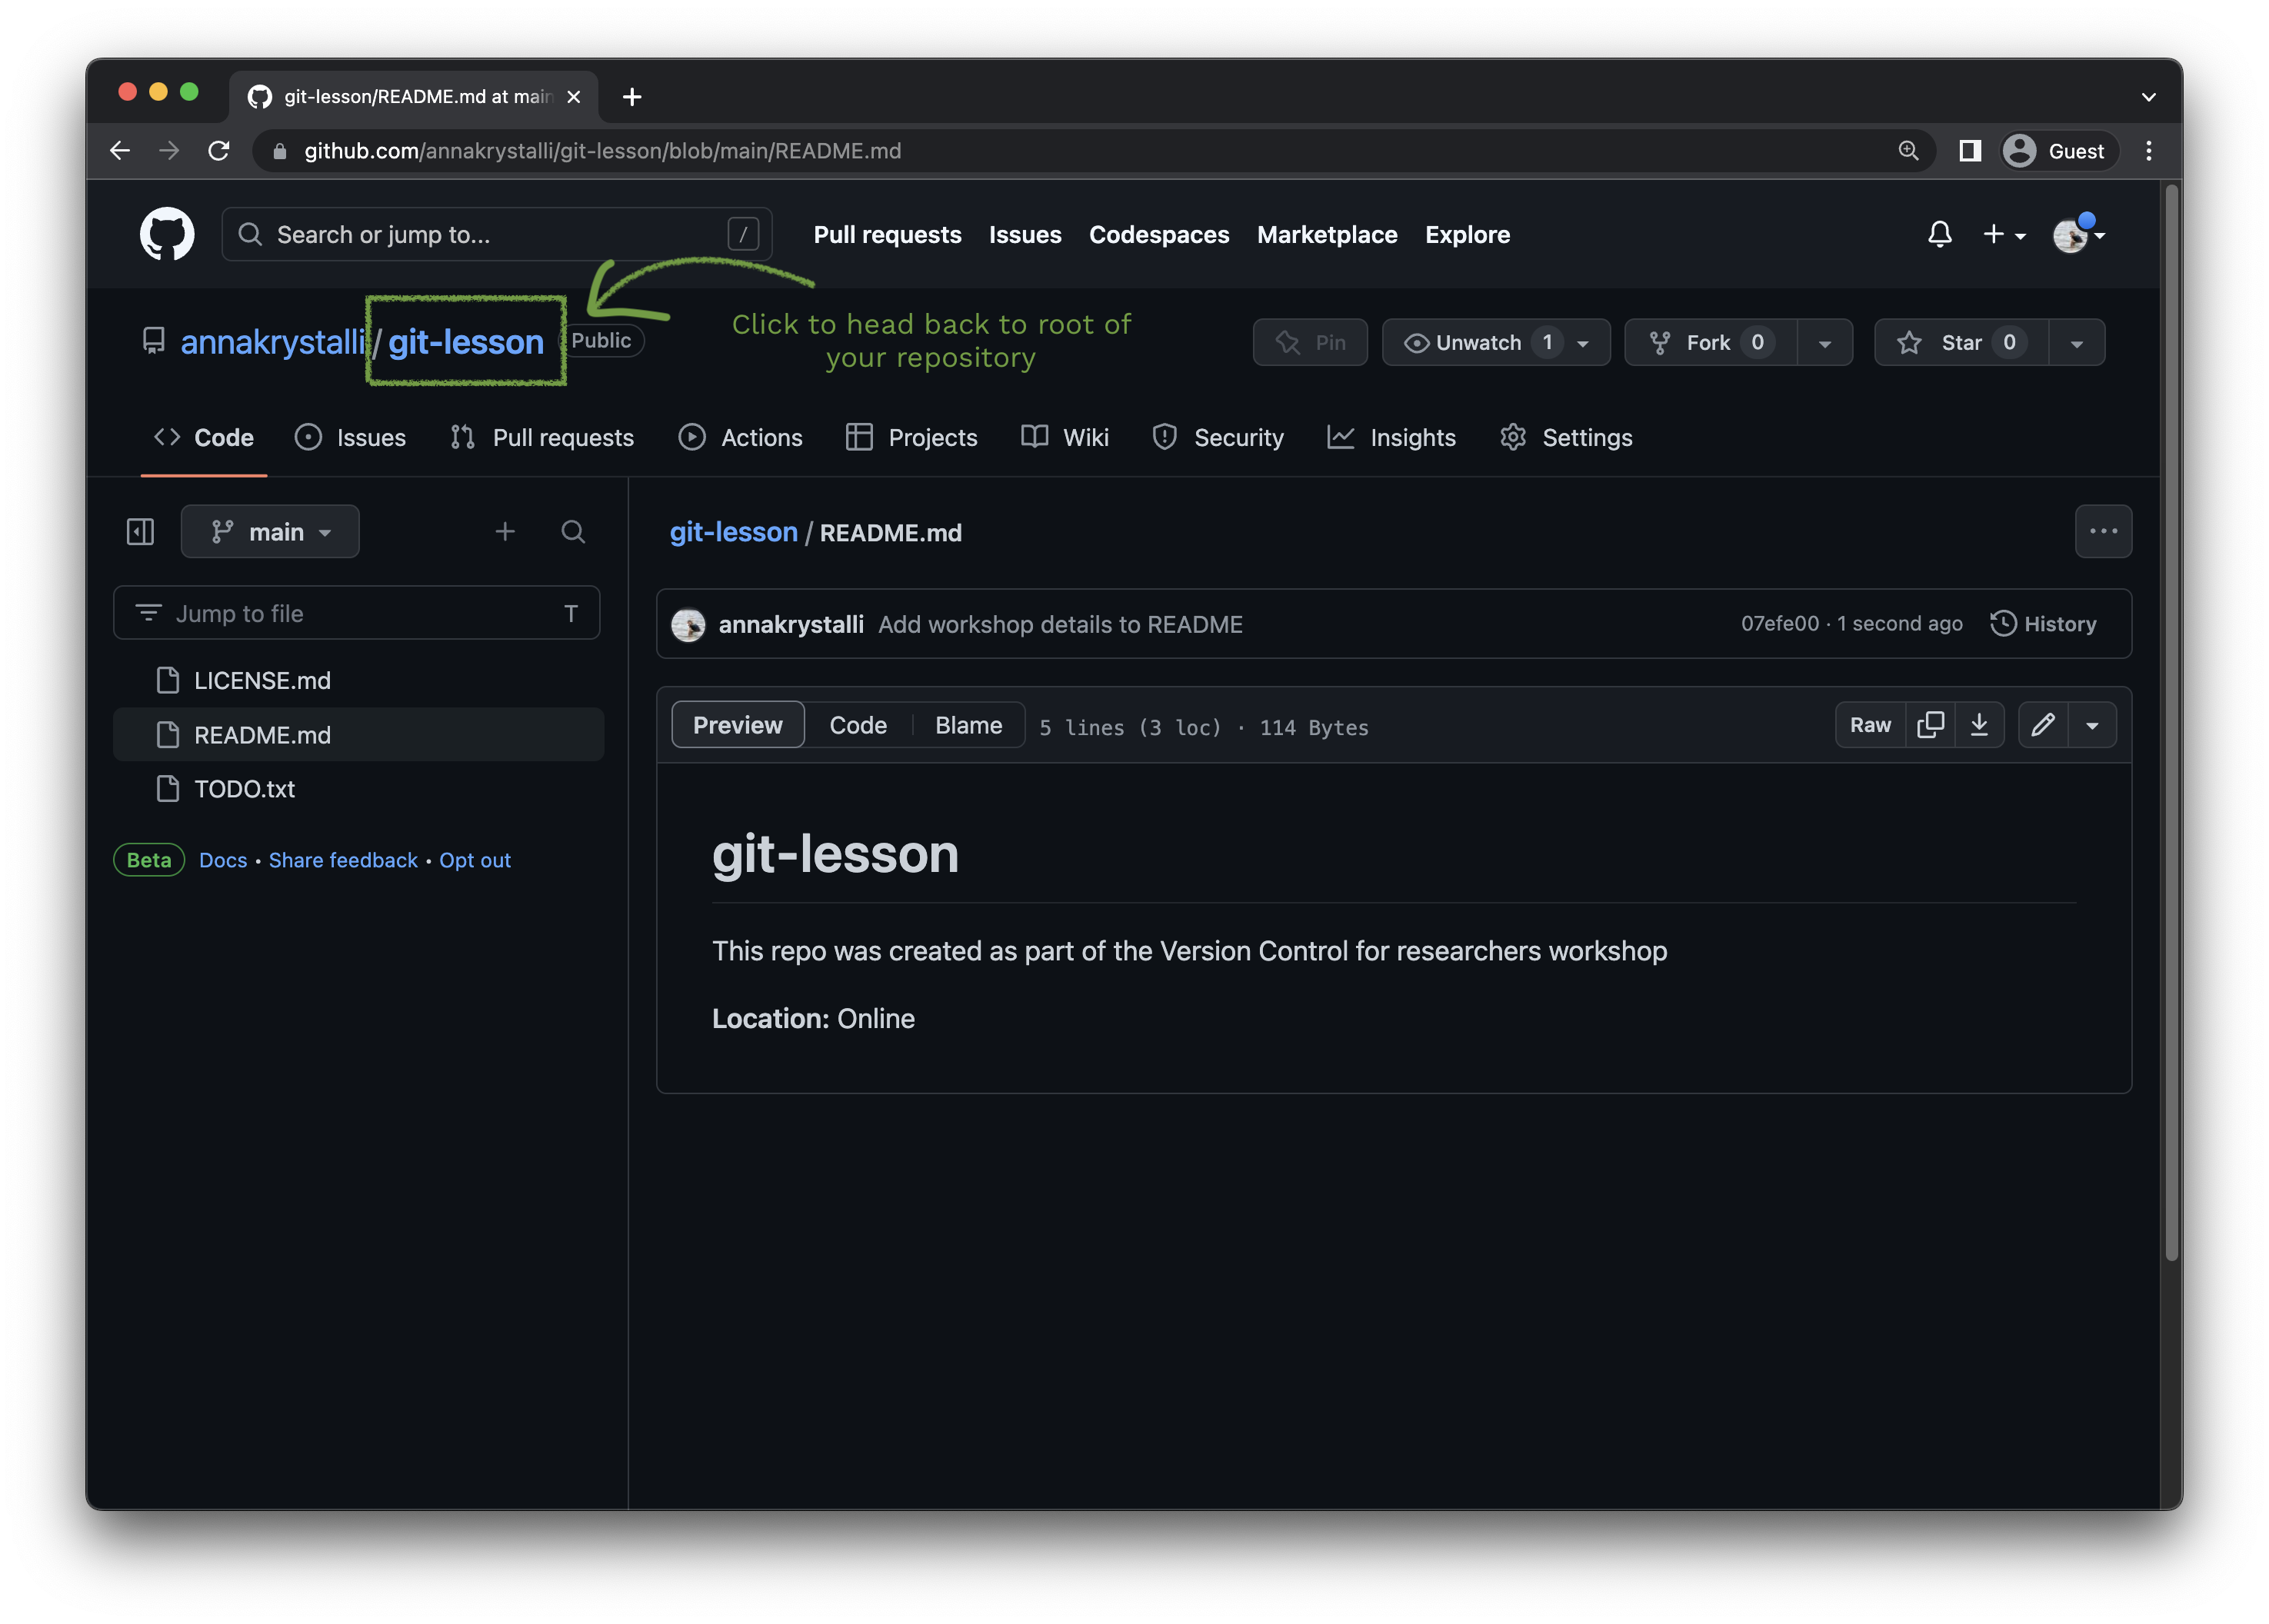 git-lesson/README.md at main
github.com/annakrystalli/git-lesson/blob/main/README.md
Guest
Search or jump to... /
Pull requests Issues Codespaces Marketplace Explore
annakrystalli/git-lesson Public
Click to head back to root of
your repository
Pin Unwatch 1 Fork 0 Star 0
Code Issues Pull requests Actions Projects Wiki Security Insights Settings
main
git-lesson / README.md
Jump to file T
annakrystalli Add workshop details to README 07efe00 · 1 second ago History
LICENSE.md
README.md
TODO.txt
Beta Docs • Share feedback • Opt out
Preview Code Blame 5 lines (3 loc) · 114 Bytes Raw
git-lesson
This repo was created as part of the Version Control for researchers workshop
Location: Online